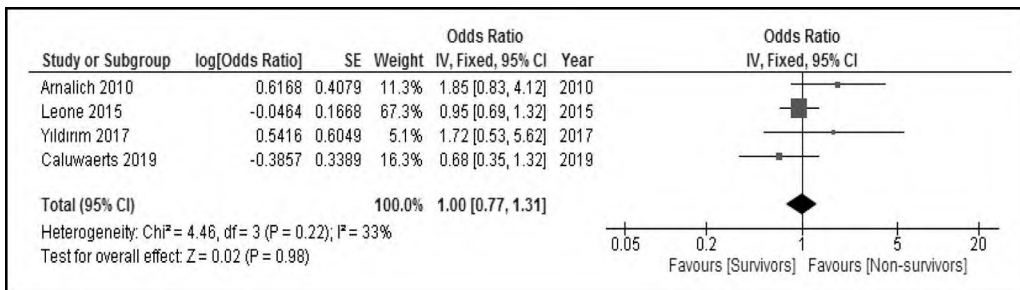 Odds Ratio Odds Ratio
Study or Subgroup log[Odds Ratio] SE Weight IV, Fixed, 95% CI Year IV, Fixed, 95% CI
Arnalich 2010 0.6168 0.4079 11.3% 1.85 [0.83, 4.12] 2010
Leone 2015 -0.0464 0.1668 67.3% 0.95 [0.69, 1.32] 2015
Yıldırım 2017 0.5416 0.6049 5.1% 1.72 [0.53, 5.62] 2017
Caluwaerts 2019 -0.3857 0.3389 16.3% 0.68 [0.35, 1.32] 2019
Total (95% CI) 100.0% 1.00 [0.77, 1.31]
Heterogeneity: Chi² = 4.46, df = 3 (P = 0.22); I² = 33%
Test for overall effect: Z = 0.02 (P = 0.98)
0.05 0.2 1 5 20
Favours [Survivors] Favours [Non-survivors]